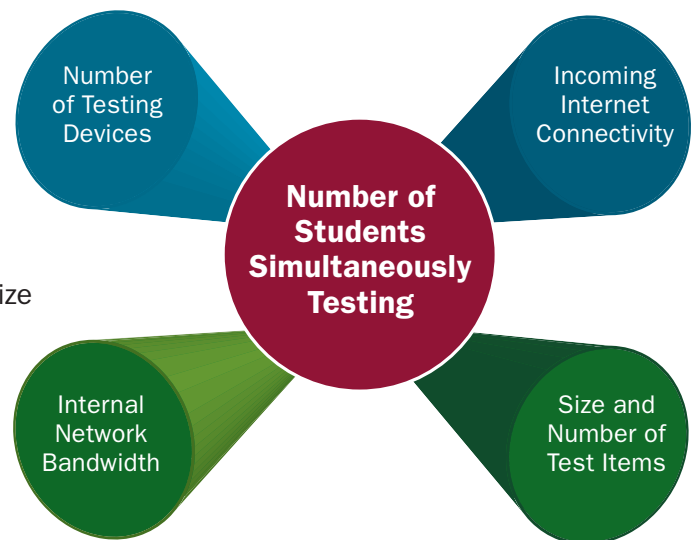 Number
of Testing
Devices
Incoming
Internet
Connectivity
Number of
Students
Simultaneously
Testing
ize
Internal
Network
Bandwidth
Size and
Number of
Test Items